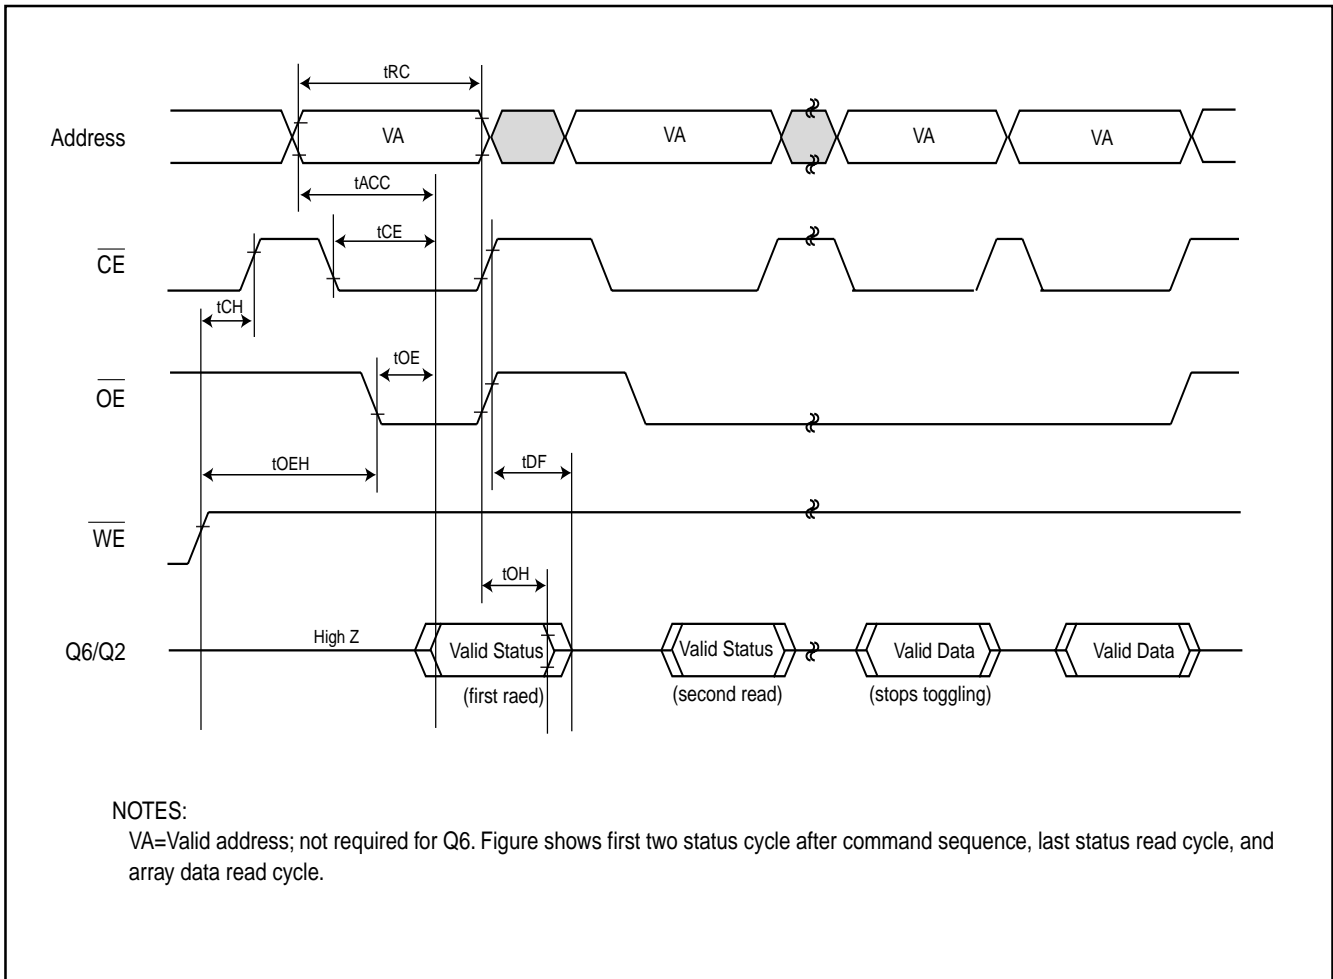 tRC
Address
VA
VA
VA
VA
tACC
tCE
CE
tCH
tOE
OE
tOEH
tDF
WE
tOH
Q6/Q2
High Z
Valid Status
Valid Status
Valid Data
Valid Data
(first raed)
(second read)
(stops toggling)
NOTES:
VA=Valid address; not required for Q6. Figure shows first two status cycle after command sequence, last status read cycle, and
array data read cycle.